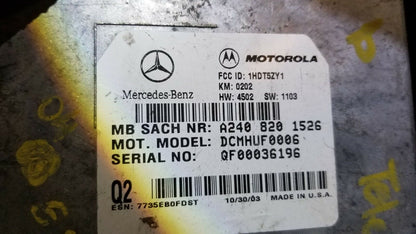 MOTOROLA
FCC ID: 1HDT5ZY1
KM: 0202
HW: 4502 SW: 1103
Mercedes-Benz
MB SACH NR: A240 820 1526
MOT. MODEL: DCMHUF0006
SERIAL NO: QF00036196
Q2
ESN: 7735EB0FDST
10/30/03
MADE IN U.S.A.